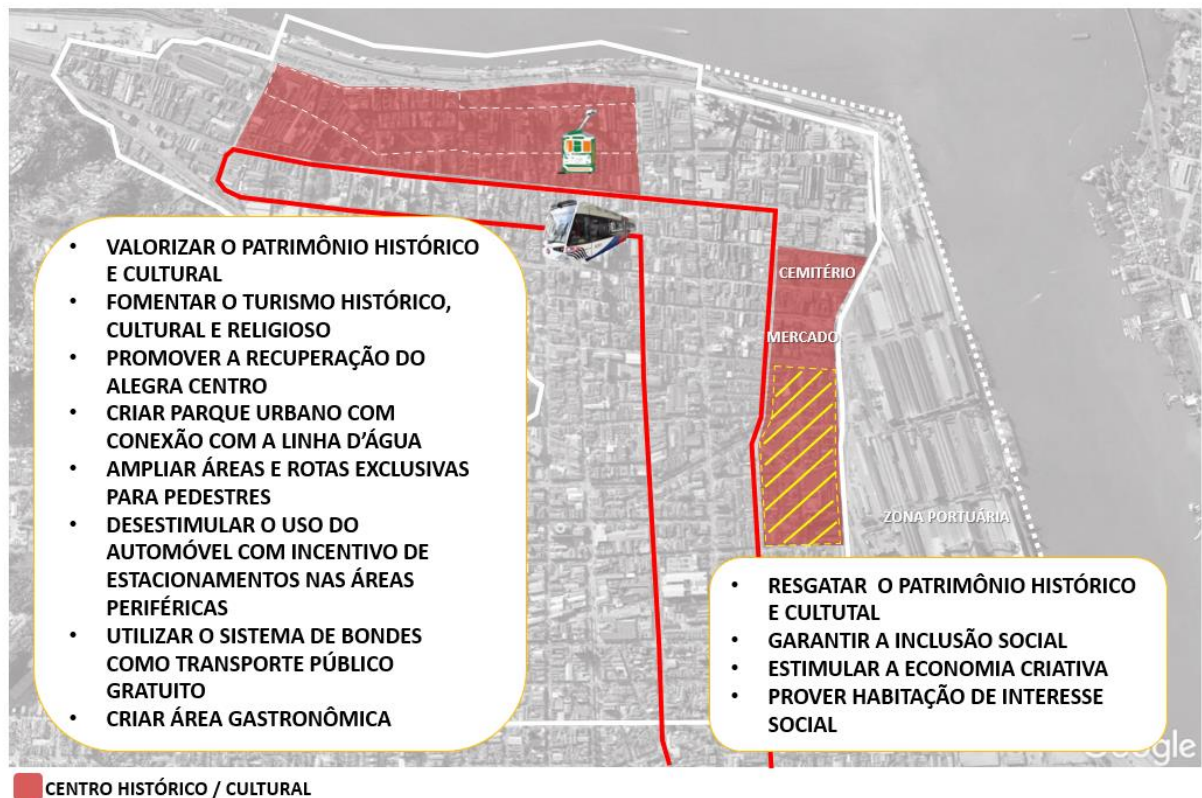 • VALORIZAR O PATRIMÔNIO HISTÓRICO
E CULTURAL
• FOMENTAR O TURISMO HISTÓRICO,
CULTURAL E RELIGIOSO
• PROMOVER A RECUPERAÇÃO DO
ALEGRA CENTRO
• CRIAR PARQUE URBANO COM
CONEXÃO COM A LINHA D’ÁGUA
• AMPLIAR ÁREAS E ROTAS EXCLUSIVAS
PARA PEDESTRES
• DESESTIMULAR O USO DO
AUTOMÓVEL COM INCENTIVO DE
ESTACIONAMENTOS NAS ÁREAS
PERIFÉRICAS
• UTILIZAR O SISTEMA DE BONDES
COMO TRANSPORTE PÚBLICO
GRATUITO
• CRIAR ÁREA GASTRONÔMICA
CEMITÉRIO
MERCADO
ZONA PORTUÁRIA
• RESGATAR O PATRIMÔNIO HISTÓRICO
E CULTUTAL
• GARANTIR A INCLUSÃO SOCIAL
• ESTIMULAR A ECONOMIA CRIATIVA
• PROVER HABITAÇÃO DE INTERESSE
SOCIAL
Google
CENTRO HISTÓRICO / CULTURAL